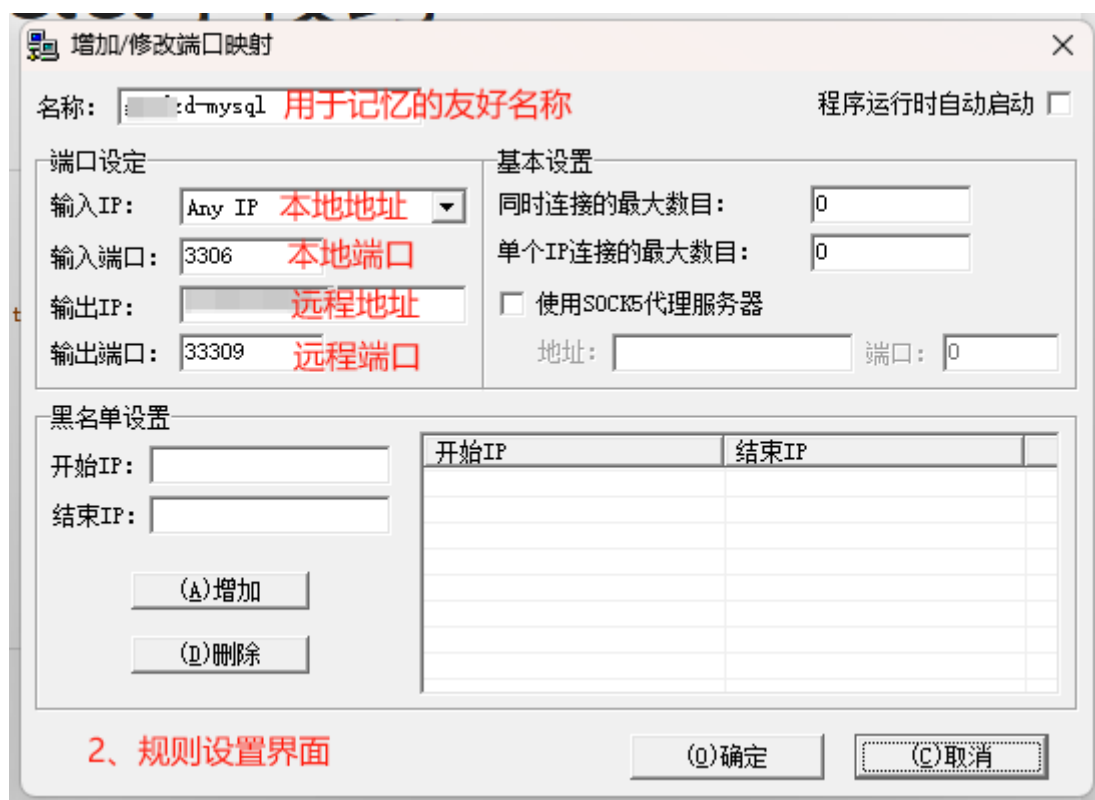 增加/修改端口映射
名称： d-mysql 用于记忆的友好名称
程序运行时自动启动
端口设定
输入IP： Any IP 本地地址
输入端口： 3306 本地端口
输出IP： 远程地址
输出端口： 33309 远程端口
基本设置
同时连接的最大数目： 0
单个IP连接的最大数目： 0
使用SOCK5代理服务器
地址： 端口： 0
黑名单设置
开始IP：
结束IP：
(A)增加
(D)删除
开始IP 结束IP
2、规则设置界面
(O)确定 (C)取消